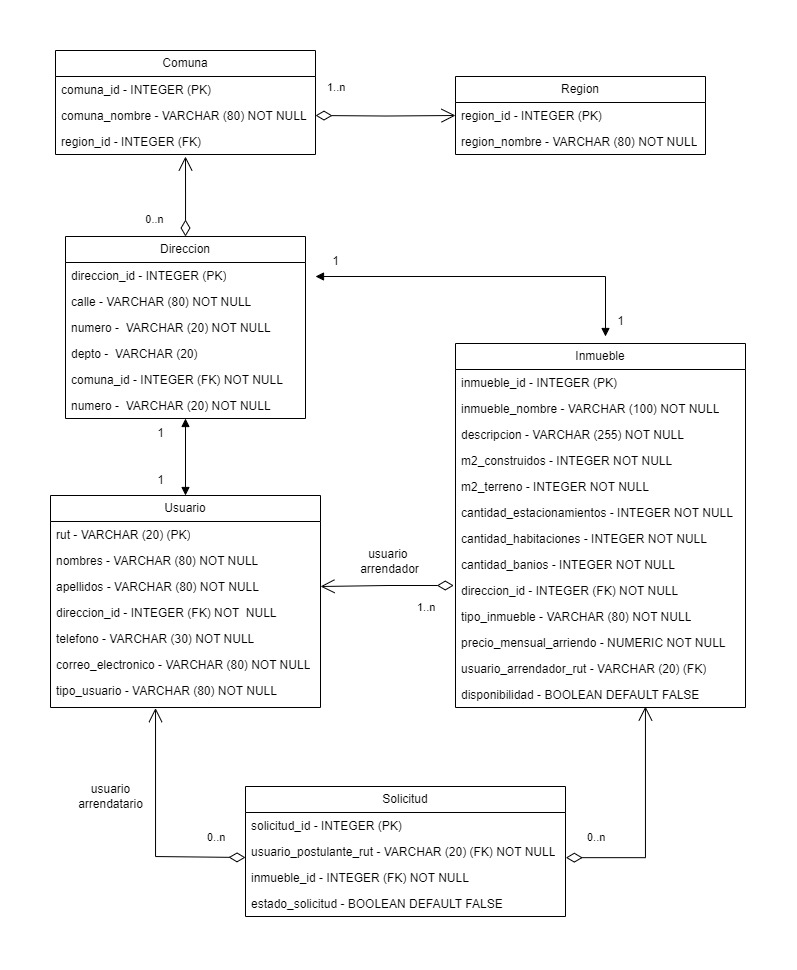 Comuna
comuna_id - INTEGER (PK)
comuna_nombre - VARCHAR (80) NOT NULL
region_id - INTEGER (FK)
1..n
Region
region_id - INTEGER (PK)
region_nombre - VARCHAR (80) NOT NULL
0..n
Direccion
direccion_id - INTEGER (PK)
calle - VARCHAR (80) NOT NULL
numero -  VARCHAR (20) NOT NULL
depto -  VARCHAR (20)
comuna_id - INTEGER (FK) NOT NULL
numero -  VARCHAR (20) NOT NULL
1
1
1
1
Inmueble
inmueble_id - INTEGER (PK)
inmueble_nombre - VARCHAR (100) NOT NULL
descripcion - VARCHAR (255) NOT NULL
m2_construidos - INTEGER NOT NULL
m2_terreno - INTEGER NOT NULL
cantidad_estacionamientos - INTEGER NOT NULL
cantidad_habitaciones - INTEGER NOT NULL
cantidad_banios - INTEGER NOT NULL
direccion_id - INTEGER (FK) NOT NULL
tipo_inmueble - VARCHAR (80) NOT NULL
precio_mensual_arriendo - NUMERIC NOT NULL
usuario_arrendador_rut - VARCHAR (20) (FK)
disponibilidad - BOOLEAN DEFAULT FALSE
Usuario
rut - VARCHAR (20) (PK)
nombres - VARCHAR (80) NOT NULL
apellidos - VARCHAR (80) NOT NULL
direccion_id - INTEGER (FK) NOT  NULL
telefono - VARCHAR (30) NOT NULL
correo_electronico - VARCHAR (80) NOT NULL
tipo_usuario - VARCHAR (80) NOT NULL
usuario
arrendador
1..n
usuario
arrendatario
0..n
0..n
Solicitud
solicitud_id - INTEGER (PK)
usuario_postulante_rut - VARCHAR (20) (FK) NOT NULL
inmueble_id - INTEGER (FK) NOT NULL
estado_solicitud - BOOLEAN DEFAULT FALSE